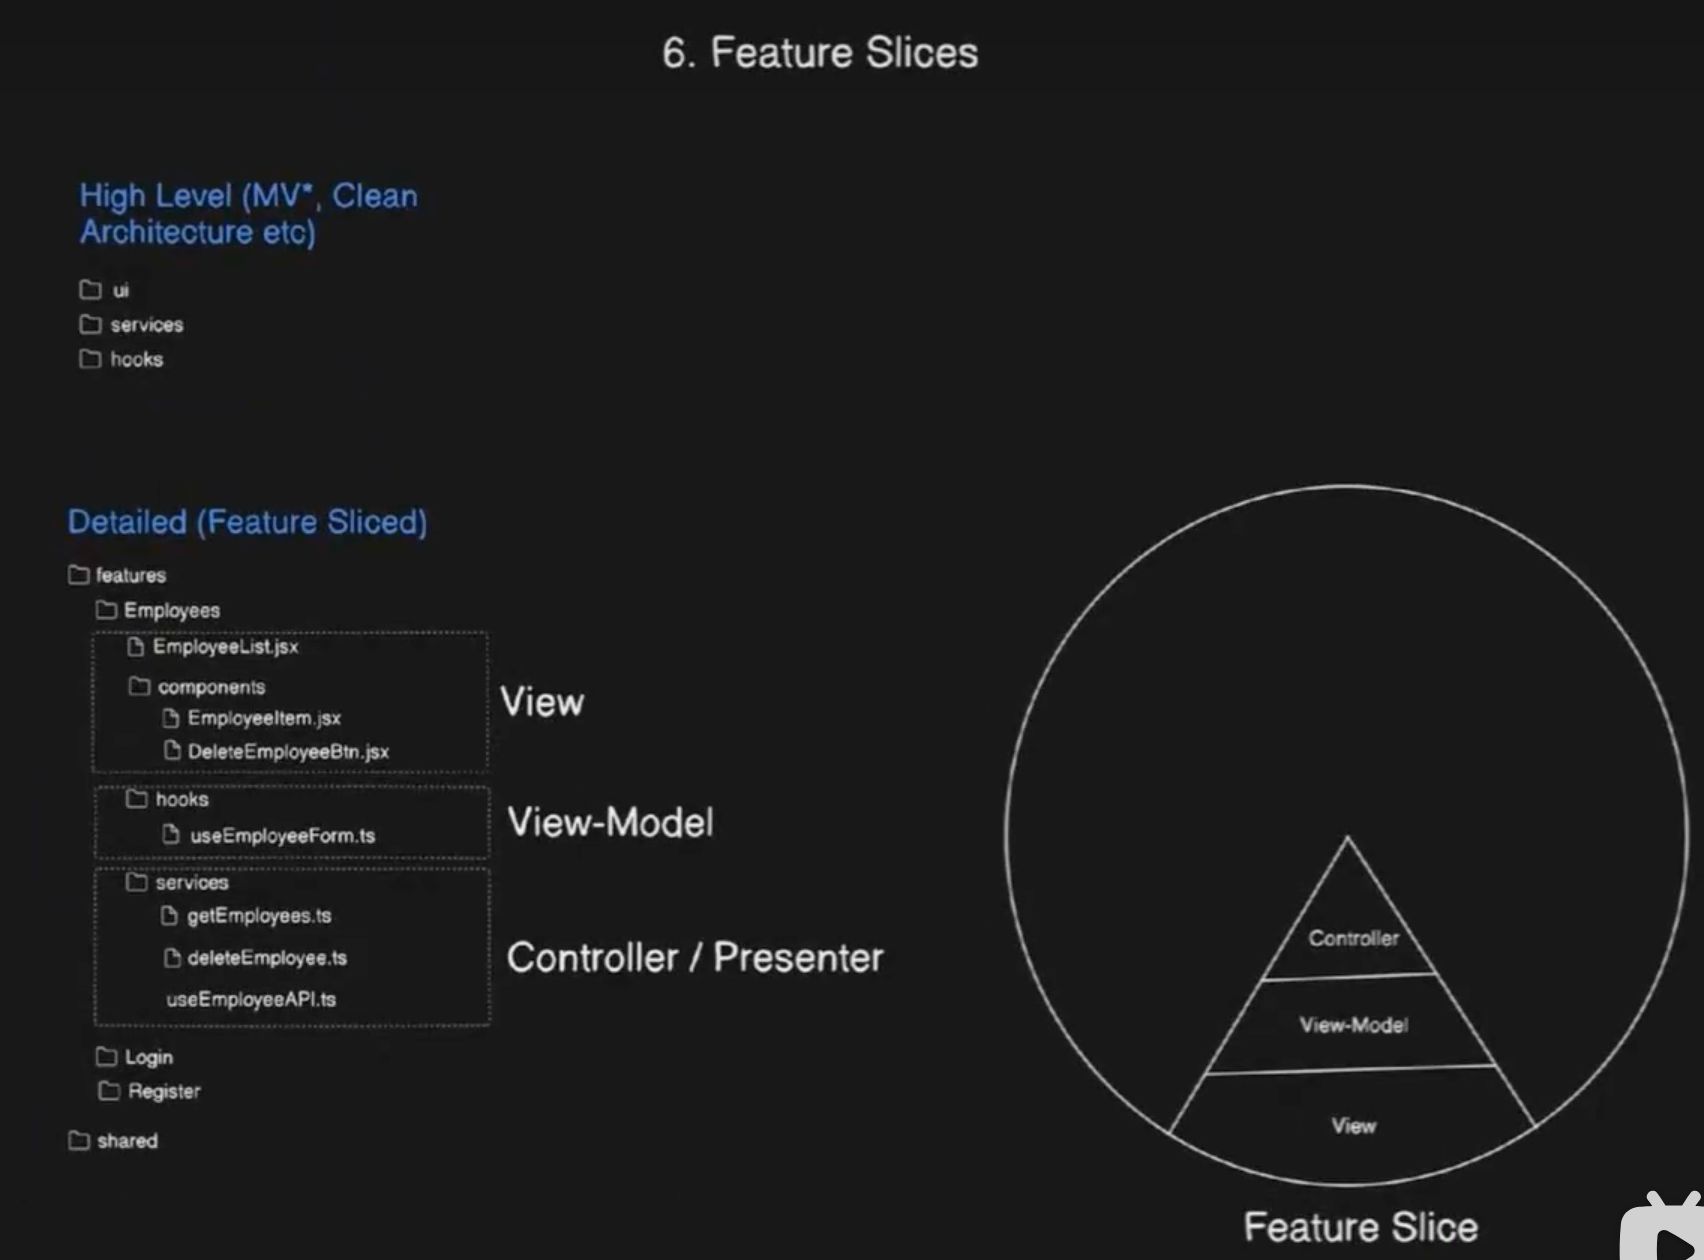 6. Feature Slices
High Level (MV*, Clean
Architecture etc)
ui
services
hooks
Detailed (Feature Sliced)
features
Employees
EmployeeList.jsx
components
EmployeeItem.jsx
DeleteEmployeeBtn.jsx
View
hooks
useEmployeeForm.ts
View-Model
services
getEmployees.ts
deleteEmployee.ts
useEmployeeAPI.ts
Controller / Presenter
Login
Register
shared
Controller
View-Model
View
Feature Slice